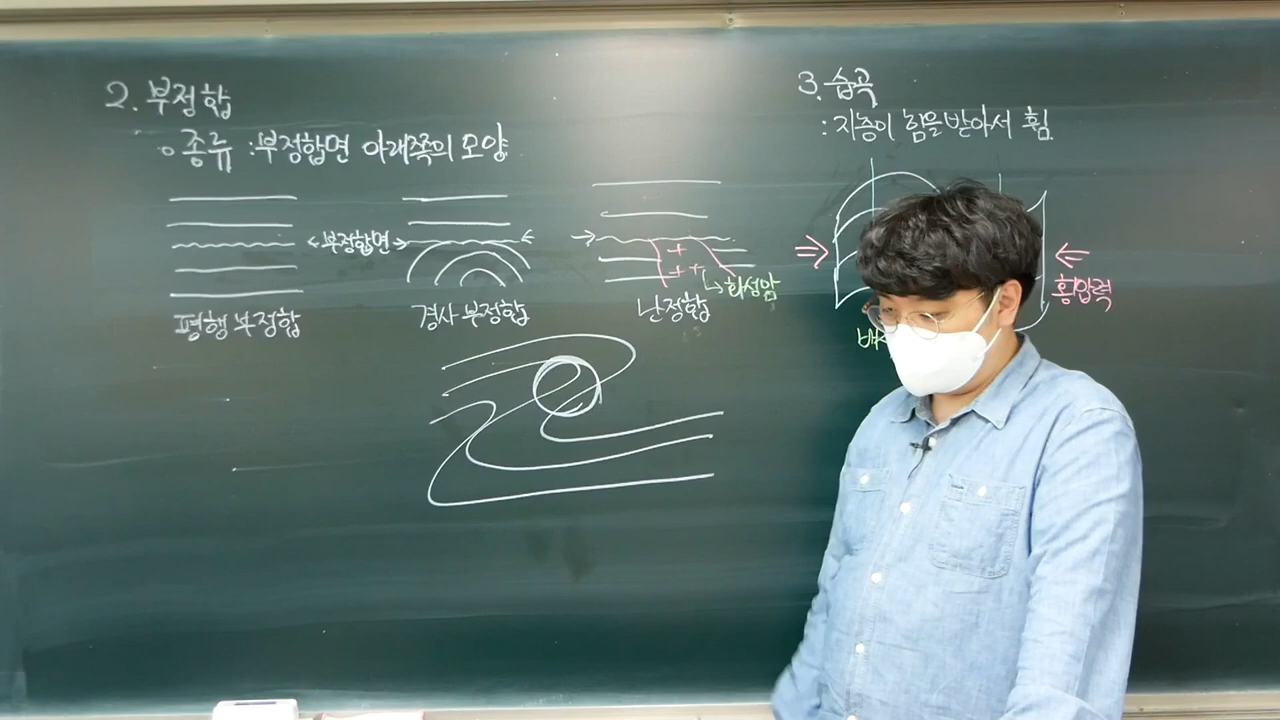 2. 부정합
○ 종류 : 부정합면 아래쪽의 모양
<부정합면>
평행 부정합
경사 부정합
난정합
화성암
3. 습곡
: 지층이 힘을 받아서 휨
횡압력